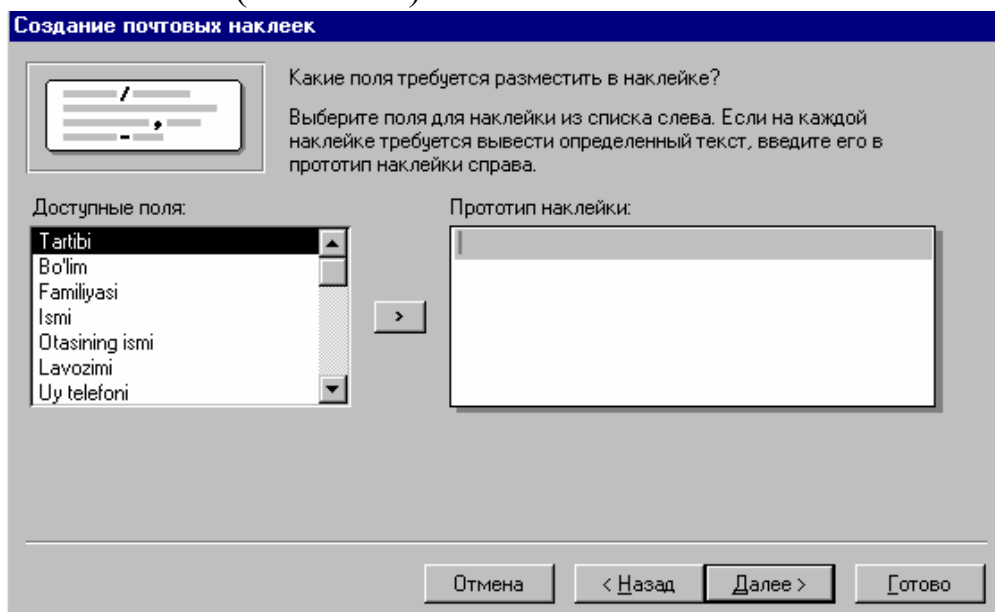 Создание почтовых наклеек
Какие поля требуется разместить в наклейке?
Выберите поля для наклейки из списка слева. Если на каждой
наклейке требуется вывести определенный текст, введите его в
прототип наклейки справа.
Доступные поля:
Прототип наклейки:
Tartibi
Bo'lim
Familiyasi
Ismi
Otasining ismi
Lavozimi
Uy telefoni
>
Отмена
< Назад
Далее >
Готово